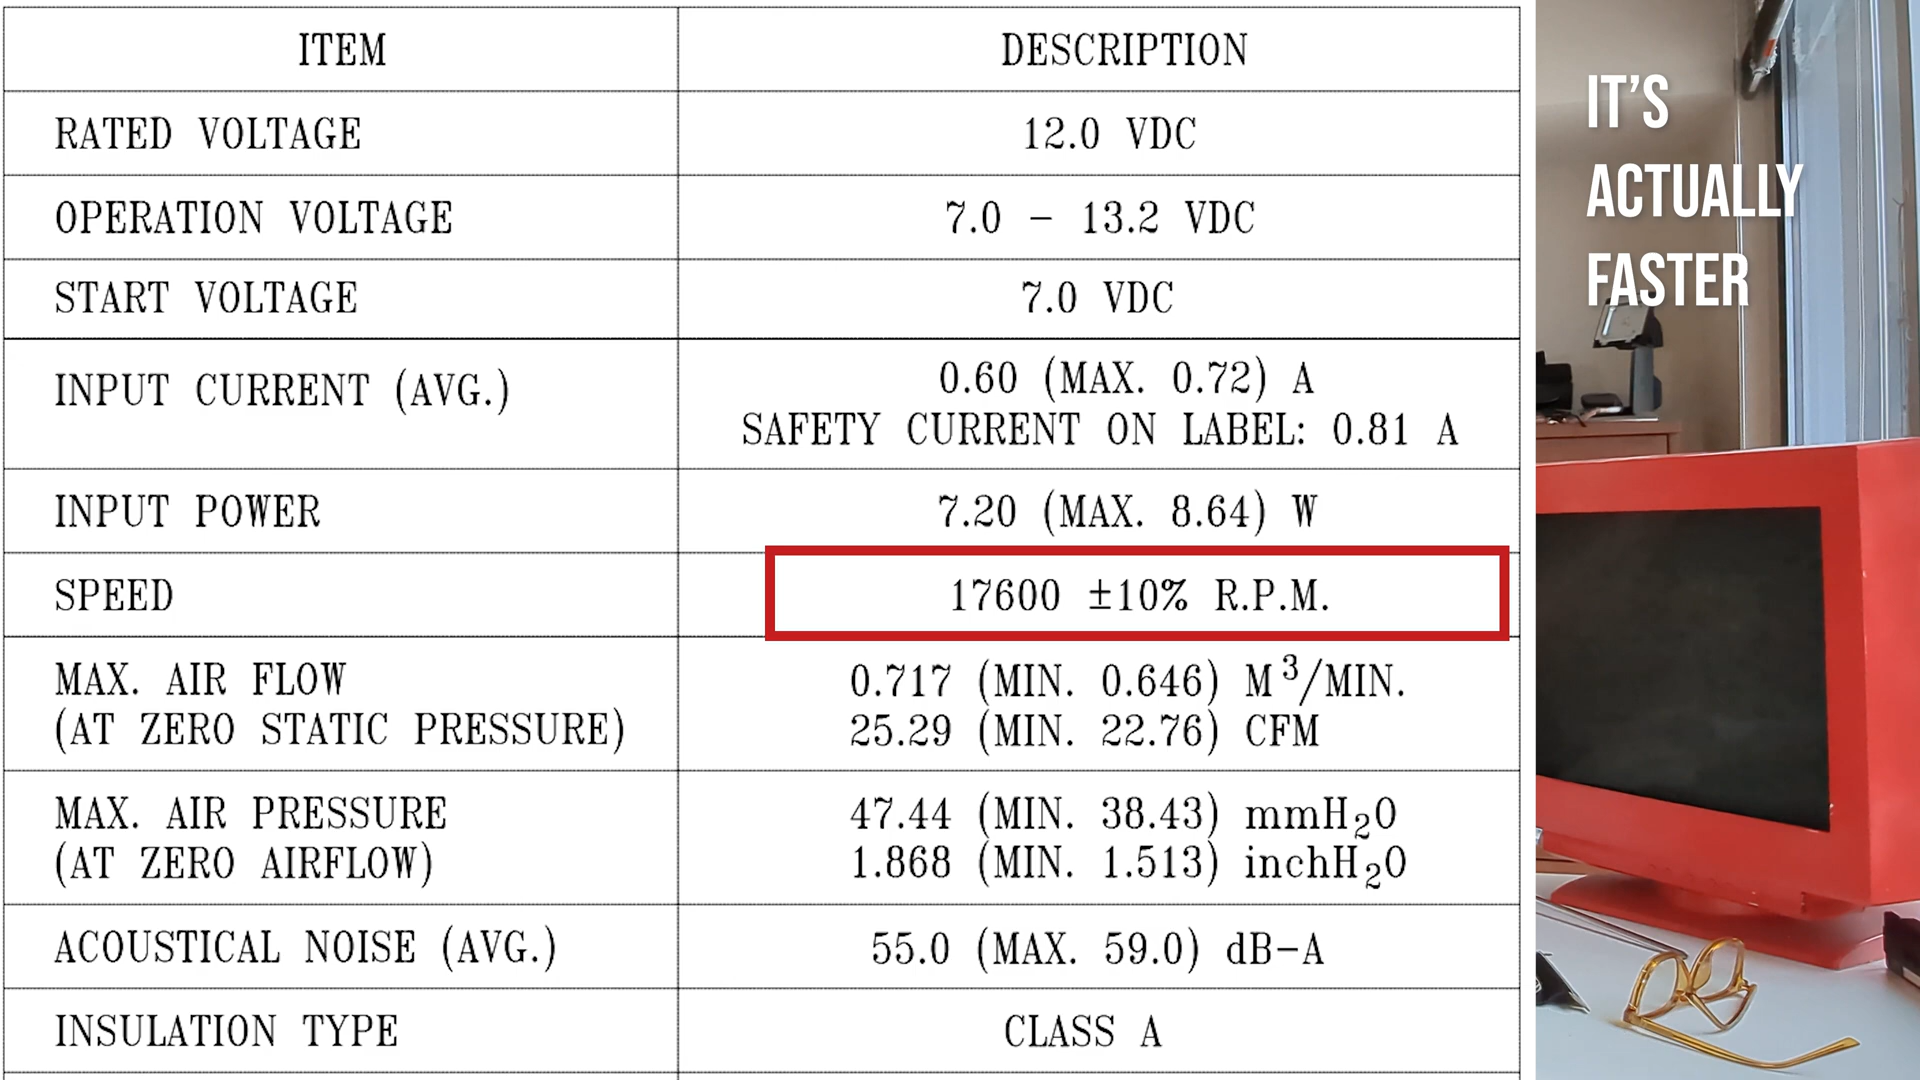 ITEM DESCRIPTION
RATED VOLTAGE 12.0 VDC
OPERATION VOLTAGE 7.0 - 13.2 VDC
START VOLTAGE 7.0 VDC
INPUT CURRENT (AVG.) 0.60 (MAX. 0.72) A
SAFETY CURRENT ON LABEL: 0.81 A
INPUT POWER 7.20 (MAX. 8.64) W
SPEED 17600 ±10% R.P.M.
MAX. AIR FLOW 0.717 (MIN. 0.646) M³/MIN.
(AT ZERO STATIC PRESSURE) 25.29 (MIN. 22.76) CFM
MAX. AIR PRESSURE 47.44 (MIN. 38.43) mmH₂O
(AT ZERO AIRFLOW) 1.868 (MIN. 1.513) inchH₂O
ACOUSTICAL NOISE (AVG.) 55.0 (MAX. 59.0) dB-A
INSULATION TYPE CLASS A
IT'S
ACTUALLY
FASTER